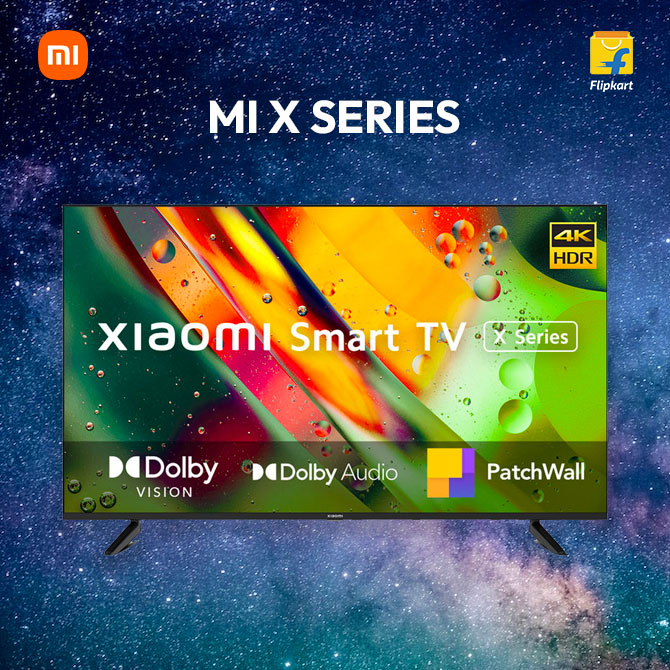 mi
Flipkart
MI X SERIES
4K
HDR
xiaomi Smart TV X Series
Dolby
VISION
Dolby Audio
PatchWall
xiaomi